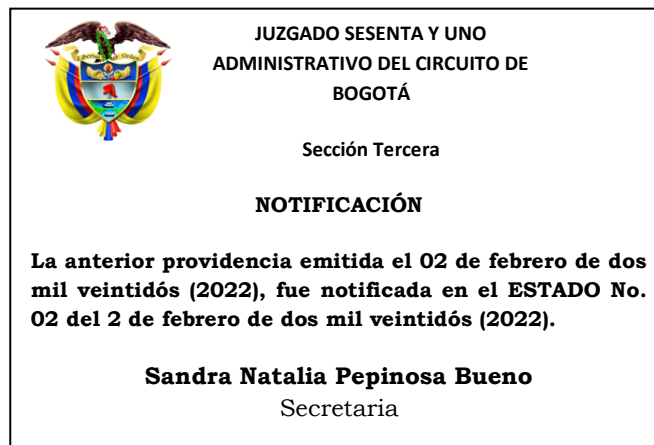 JUZGADO SESENTA Y UNO
ADMINISTRATIVO DEL CIRCUITO DE
BOGOTÁ
Sección Tercera
NOTIFICACIÓN
La anterior providencia emitida el 02 de febrero de dos
mil veintidós (2022), fue notificada en el ESTADO No.
02 del 2 de febrero de dos mil veintidós (2022).
Sandra Natalia Pepinosa Bueno
Secretaria